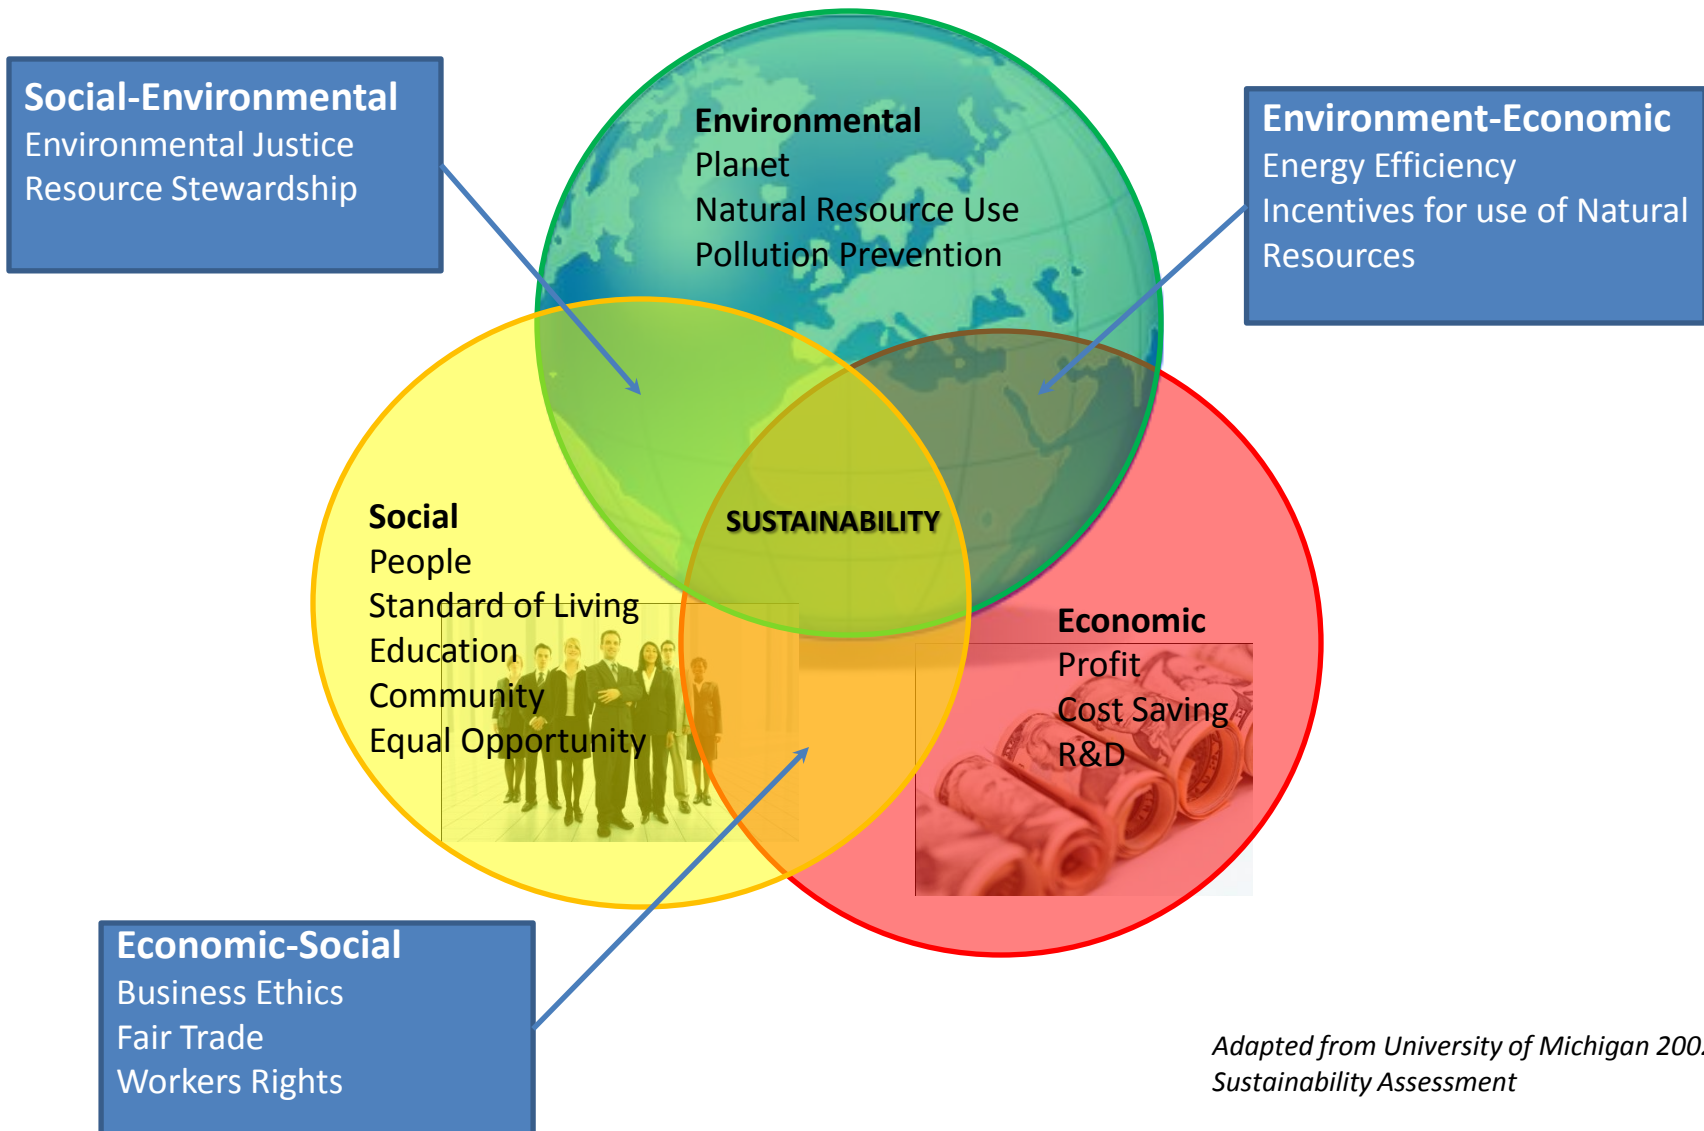 Social-Environmental
Environmental Justice
Resource Stewardship
Environmental
Planet
Natural Resource Use
Pollution Prevention
Environment-Economic
Energy Efficiency
Incentives for use of Natural
Resources
Social
People
Standard of Living
Education
Community
Equal Opportunity
SUSTAINABILITY
Economic
Profit
Cost Saving
R&D
Economic-Social
Business Ethics
Fair Trade
Workers Rights
Adapted from University of Michigan
Sustainability Assessment